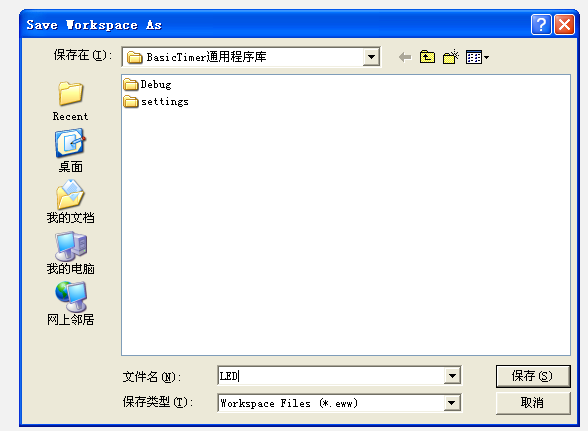 Save Workspace As
保存在(I):
BasicTimer通用程序库
Debug
settings
Recent
桌面
我的文档
我的电脑
网上邻居
文件名(N):
LED
保存(S)
保存类型(T):
Workspace Files (*.eww)
取消